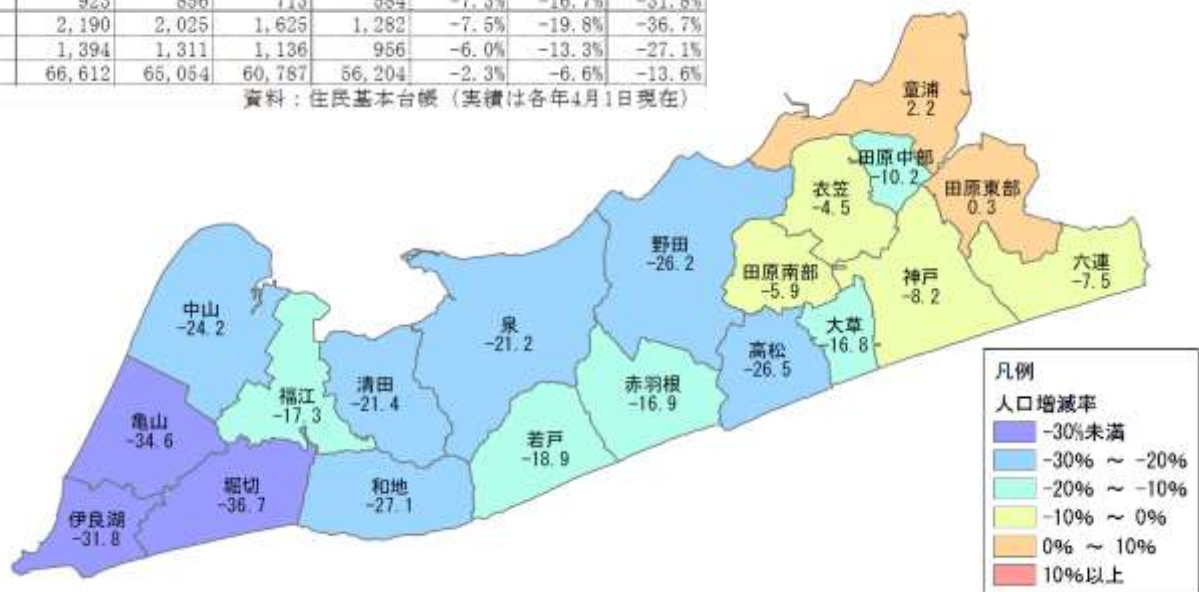 923 856 713 584 -7.3% -16.7% -31.8%
2,190 2,025 1,625 1,282 -7.5% -19.8% -36.7%
1,394 1,311 1,136 956 -6.0% -13.3% -27.1%
66,612 65,054 60,787 56,204 -2.3% -6.6% -13.6%
資料：住民基本台帳（実績は各年4月1日現在）
童浦
2.2
田原中部
-10.2
田原東部
0.3
衣笠
-4.5
野田
-26.2
田原南部
-5.9
神戸
-8.2
六連
-7.5
中山
-24.2
泉
-21.2
大草
-16.8
高松
-26.5
清田
-21.4
福江
-17.3
赤羽根
-16.9
亀山
-34.6
若戸
-18.9
堀切
-36.7
和地
-27.1
伊良湖
-31.8
凡例
人口増減率
-30%未満
-30% ～ -20%
-20% ～ -10%
-10% ～ 0%
0% ～ 10%
10%以上